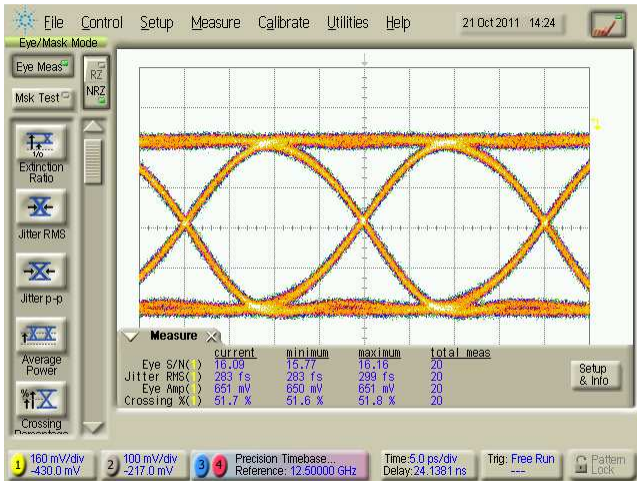 File Control Setup Measure Calibrate Utilities Help 21 Oct 2011 14:24
Eye/Mask Mode
Eye Meas
RZ
NRZ
Msk Test
Extinction
Ratio
Jitter RMS
Jitter p-p
Average
Power
Crossing
Measure
current minimum maximum total meas
Eye S/N(1) 16.09 15.77 16.16 20
Jitter RMS(1) 283 fs 283 fs 299 fs 20
Eye Amp(1) 651 mV 650 mV 651 mV 20
Crossing %(1) 51.7 % 51.6 % 51.8 % 20
Setup
& Info
1 160 mV/div
-430.0 mV
2 100 mV/div
-217.0 mV
3 4 Precision Timebase...
Reference: 12.50000 GHz
Time:5.0 ps/div
Delay:24.1381 ns
Trig: Free Run
---
Pattern
Lock